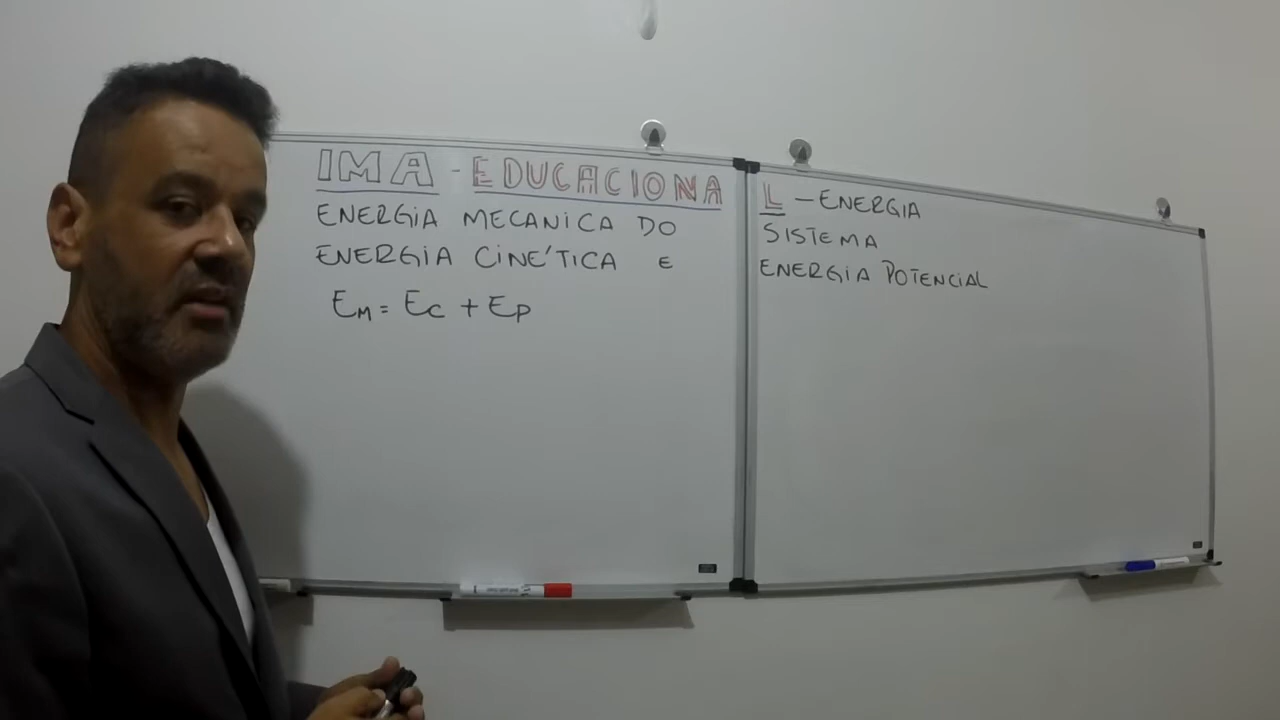 IMA - EDUCACIONAL - ENERGIA
ENERGIA MECANICA DO SISTEMA
ENERGIA CINÉTICA E ENERGIA POTENCIAL
EM = EC + EP